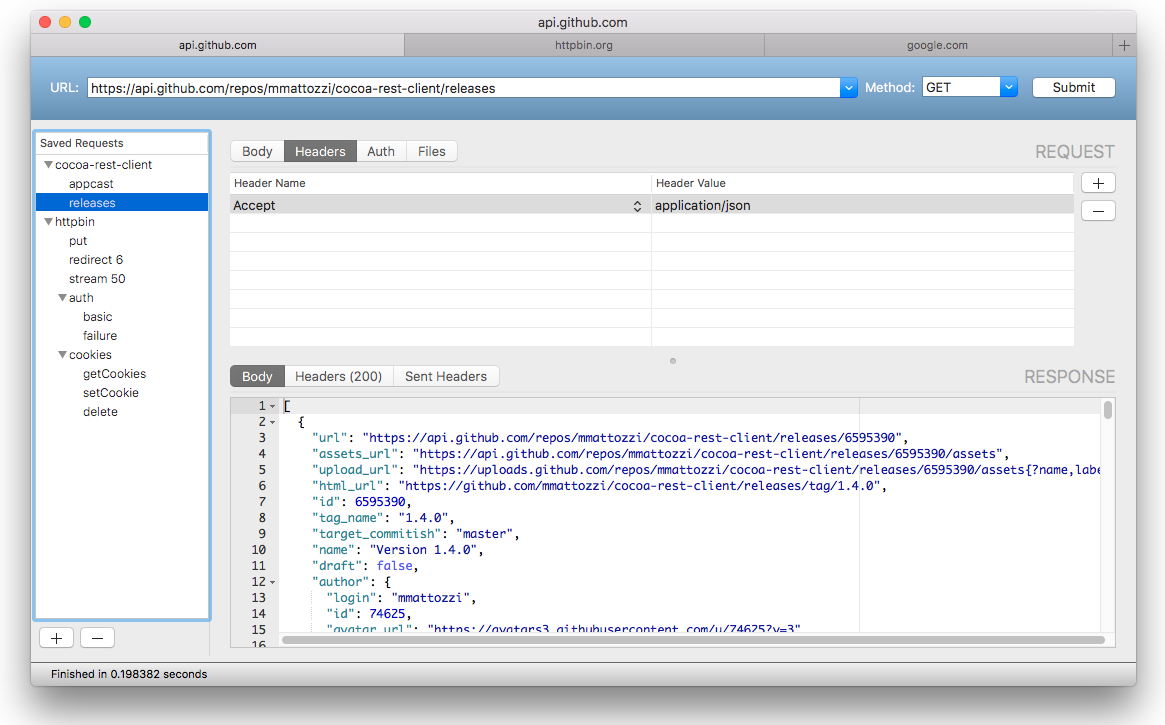 api.github.com
api.github.com httpbin.org google.com
URL: https://api.github.com/repos/mmattozzi/cocoa-rest-client/releases Method: GET Submit
Saved Requests
cocoa-rest-client
appcast
releases
httpbin
put
redirect 6
stream 50
auth
basic
failure
cookies
getCookies
setCookie
delete
Body Headers Auth Files REQUEST
Header Name Header Value
Accept application/json
Body Headers (200) Sent Headers RESPONSE
1 [
2 {
3 "url": "https://api.github.com/repos/mmattozzi/cocoa-rest-client/releases/6595390",
4 "assets_url": "https://api.github.com/repos/mmattozzi/cocoa-rest-client/releases/6595390/assets",
5 "upload_url": "https://uploads.github.com/repos/mmattozzi/cocoa-rest-client/releases/6595390/assets{?name,labe
6 "html_url": "https://github.com/mmattozzi/cocoa-rest-client/releases/tag/1.4.0",
7 "id": 6595390,
8 "tag_name": "1.4.0",
9 "target_commitish": "master",
10 "name": "Version 1.4.0",
11 "draft": false,
12 "author": {
13 "login": "mmattozzi",
14 "id": 74625,
15 "avatar_url": "https://avatars3.githubusercontent.com/u/74625?v=3"
16
Finished in 0.198382 seconds